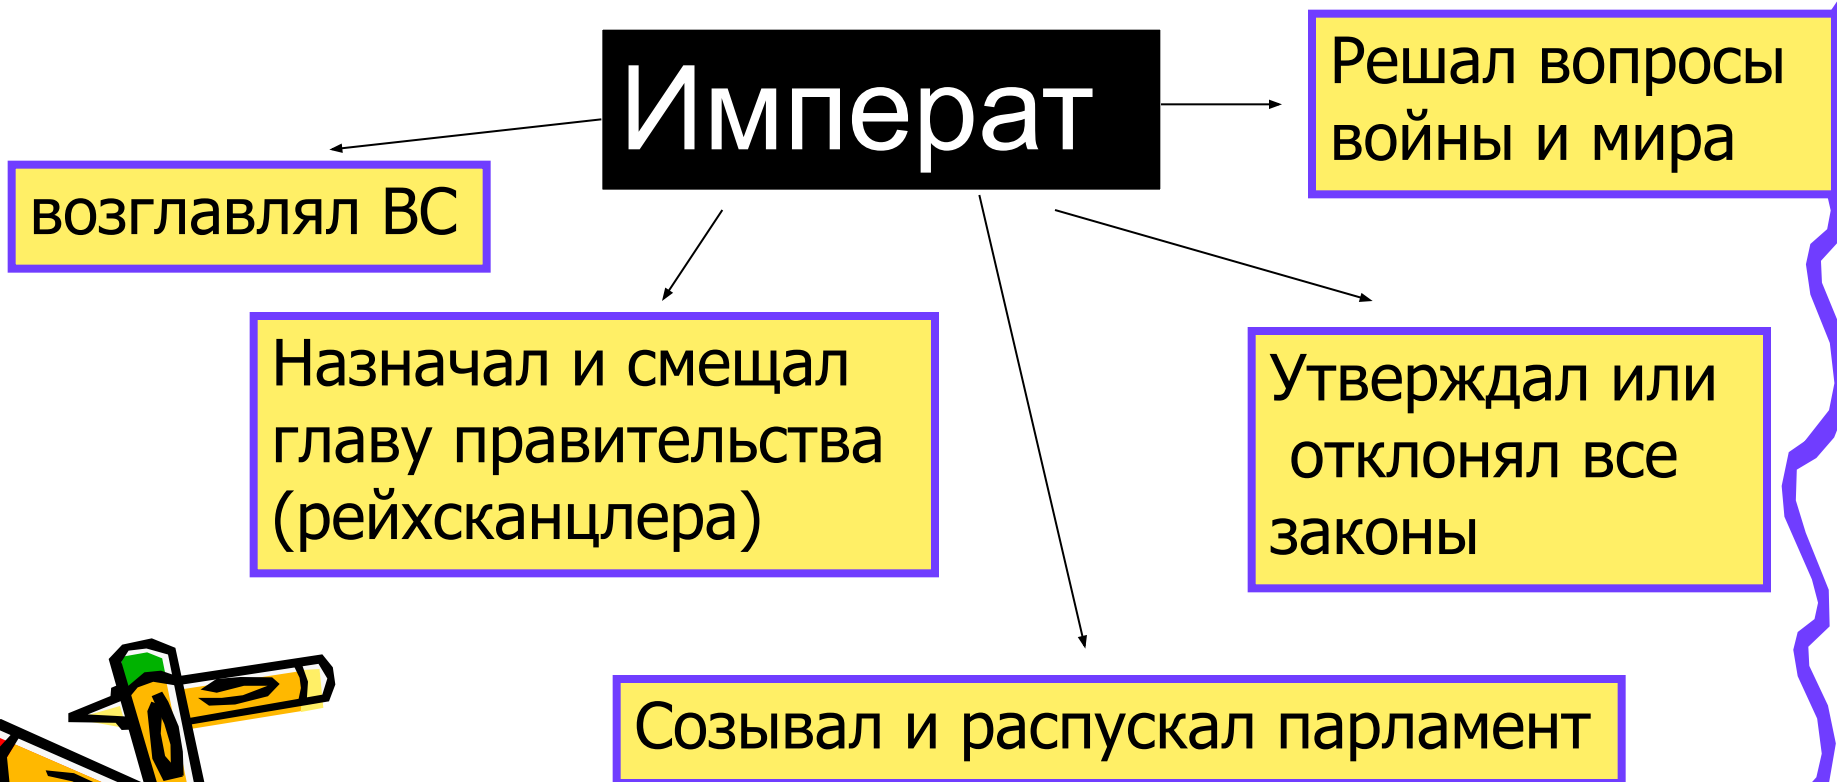 Императ
Решал вопросы
войны и мира
возглавлял ВС
Назначал и смещал
главу правительства
(рейхсканцлера)
Утверждал или
отклонял все
законы
Созывал и распускал парламент